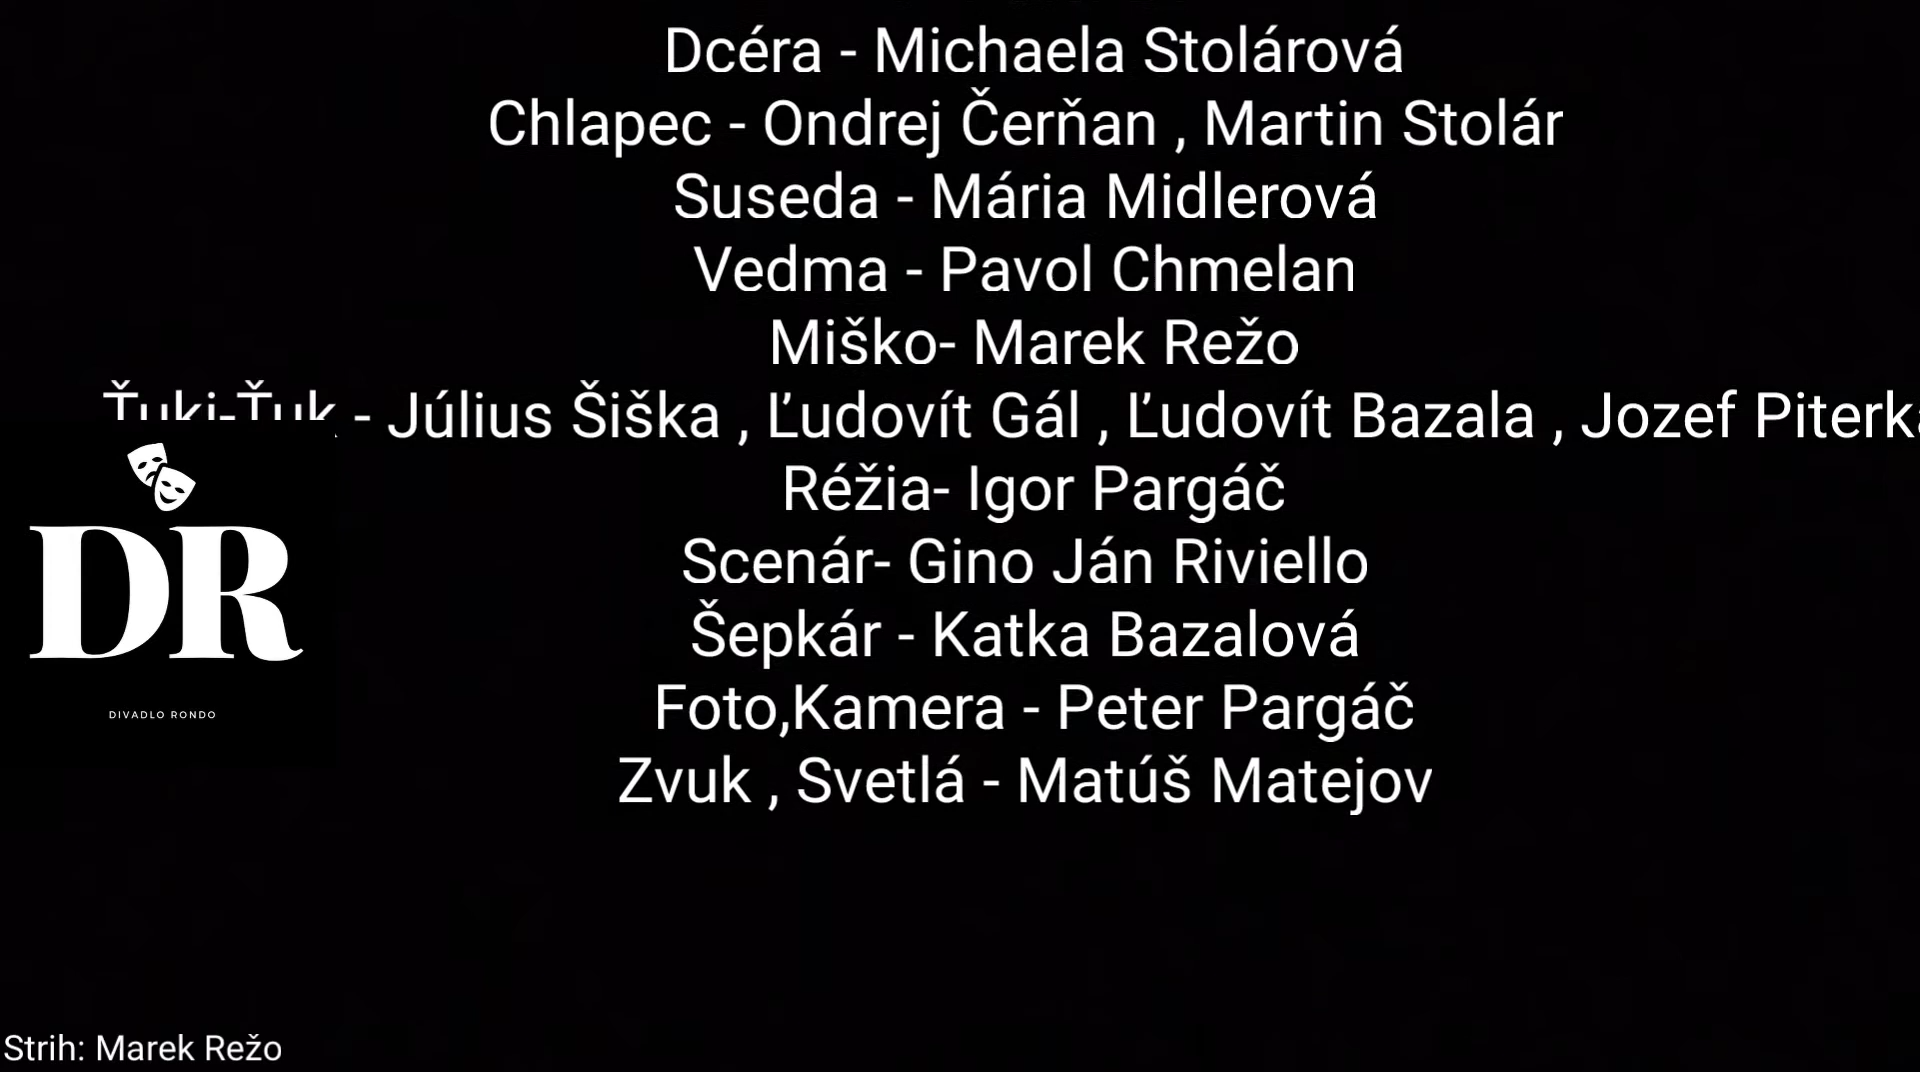 Dcéra - Michaela Stolárová
Chlapec - Ondrej Čerňan , Martin Stolár
Suseda - Mária Midlerová
Vedma - Pavol Chmelan
Miško- Marek Režo
Ťuki-Ťuk - Július Šiška , Ľudovít Gál , Ľudovít Bazala , Jozef Piterka
Réžia- Igor Pargáč
Scenár- Gino Ján Riviello
Šepkár - Katka Bazalová
Foto,Kamera - Peter Pargáč
Zvuk , Svetlá - Matúš Matejov
DR
DIVADLO RONDO
Strih: Marek Režo